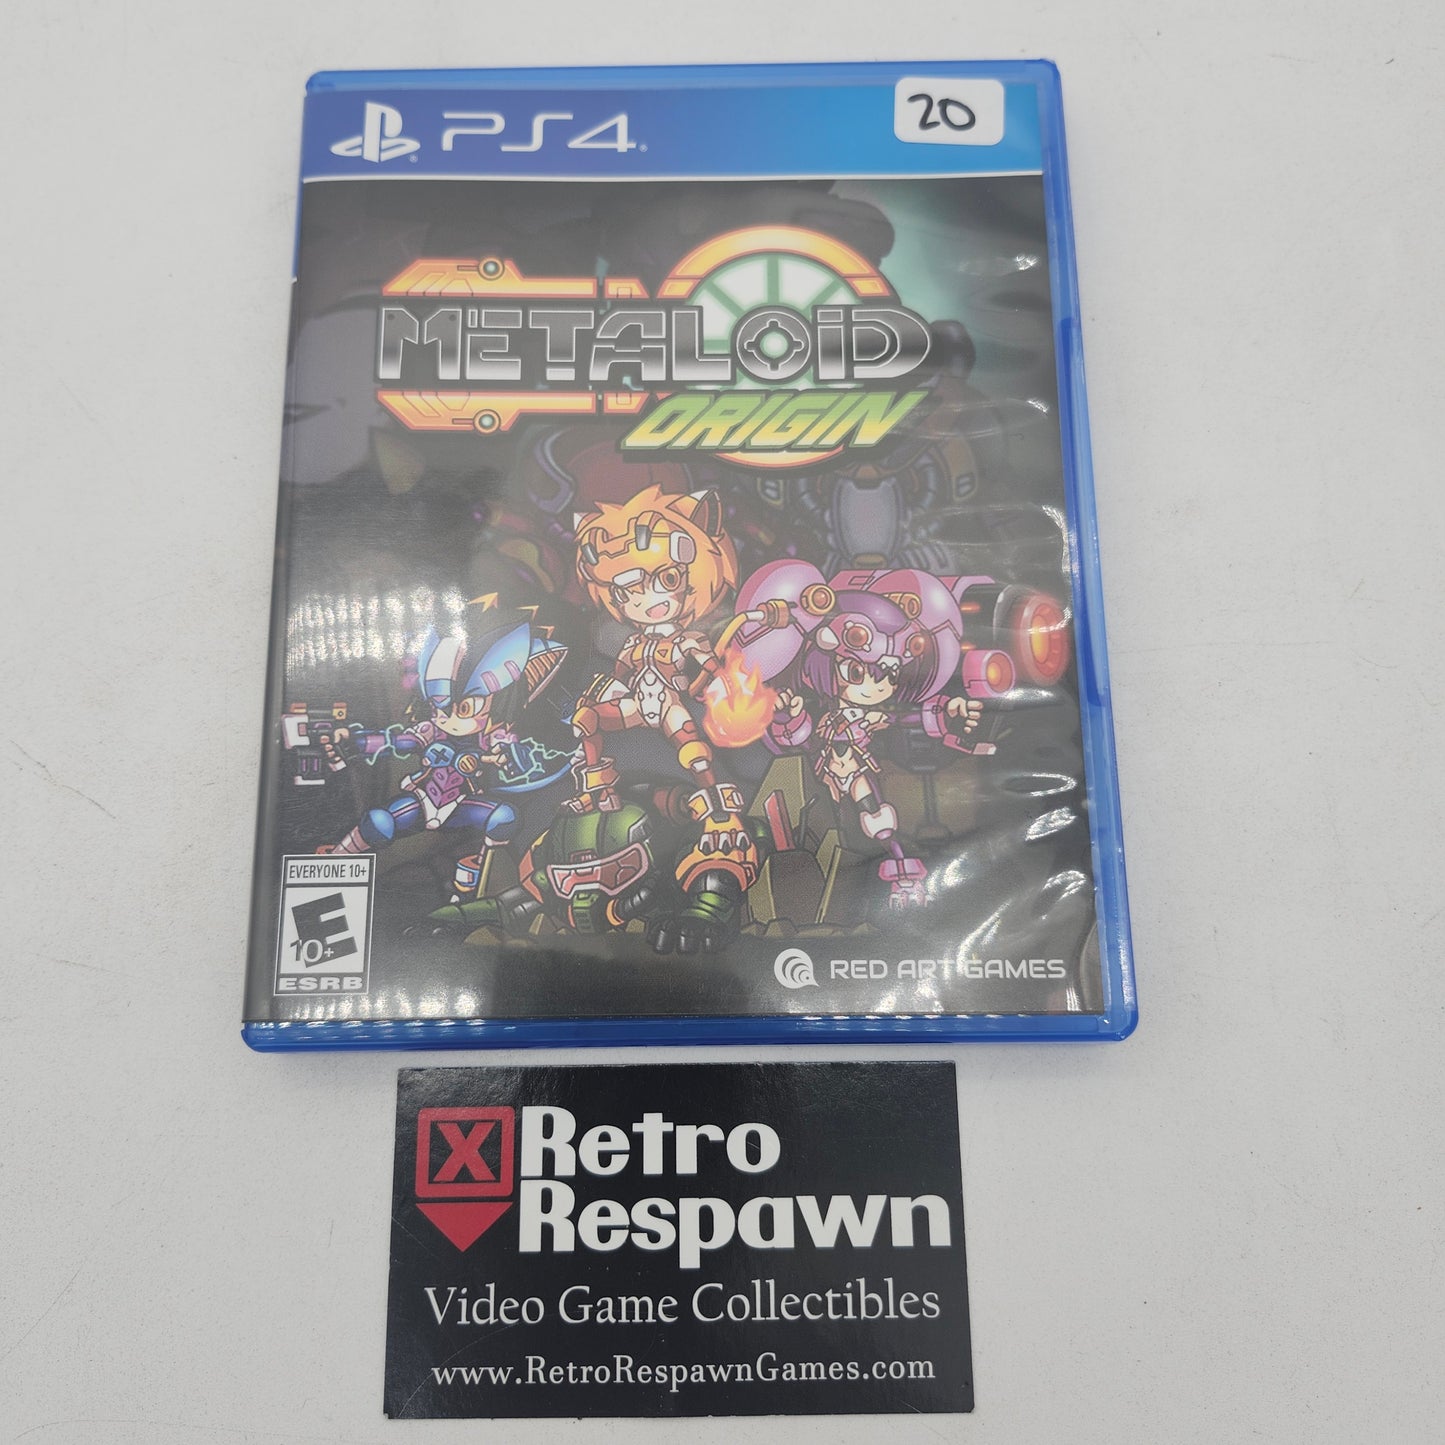 PS4
20
METALOID
ORIGIN
EVERYONE 10+
E
10+
ESRB
RED ART GAMES
X Retro
Respawn
Video Game Collectibles
www.RetroRespawnGames.com